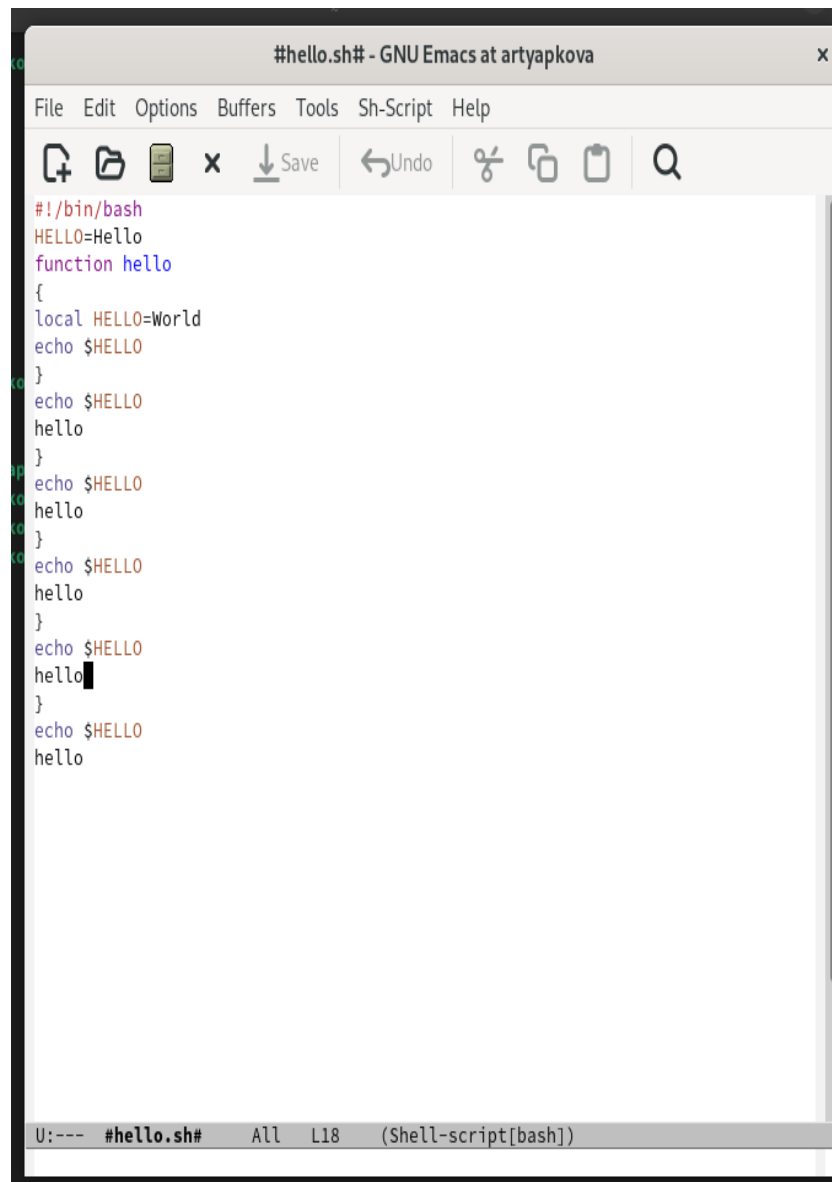 #hello.sh# - GNU Emacs at artyapkova
File Edit Options Buffers Tools Sh-Script Help
Save Undo
#!/bin/bash
HELLO=Hello
function hello
{
local HELLO=World
echo $HELLO
}
echo $HELLO
hello
}
echo $HELLO
hello
}
echo $HELLO
hello
}
echo $HELLO
hello
}
echo $HELLO
hello
U:--- #hello.sh# All L18 (Shell-script[bash])